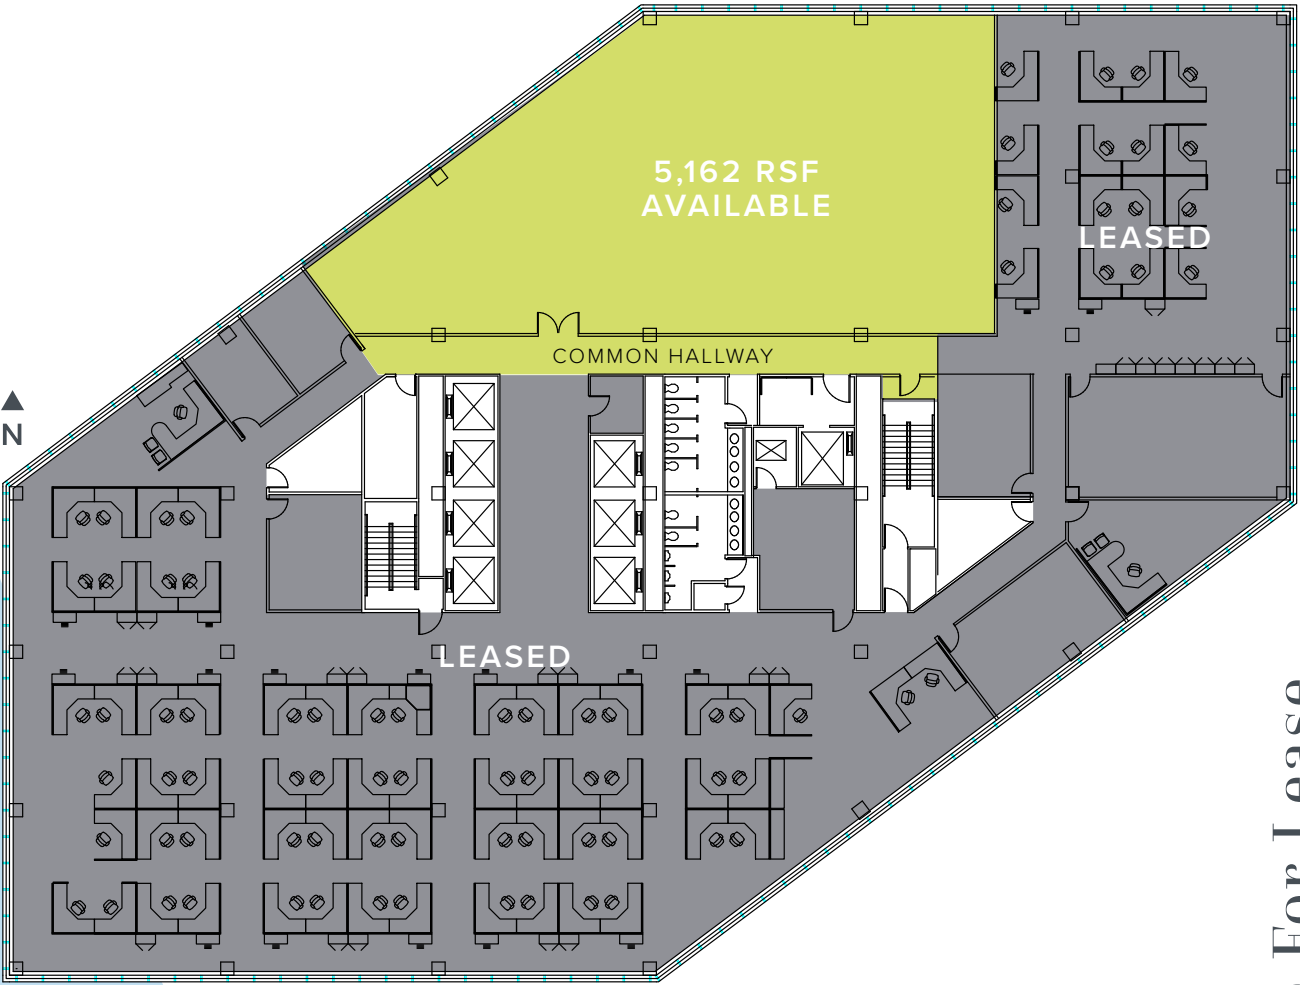 5,162 RSF
AVAILABLE
LEASED
COMMON HALLWAY
N
LEASED
For Lease